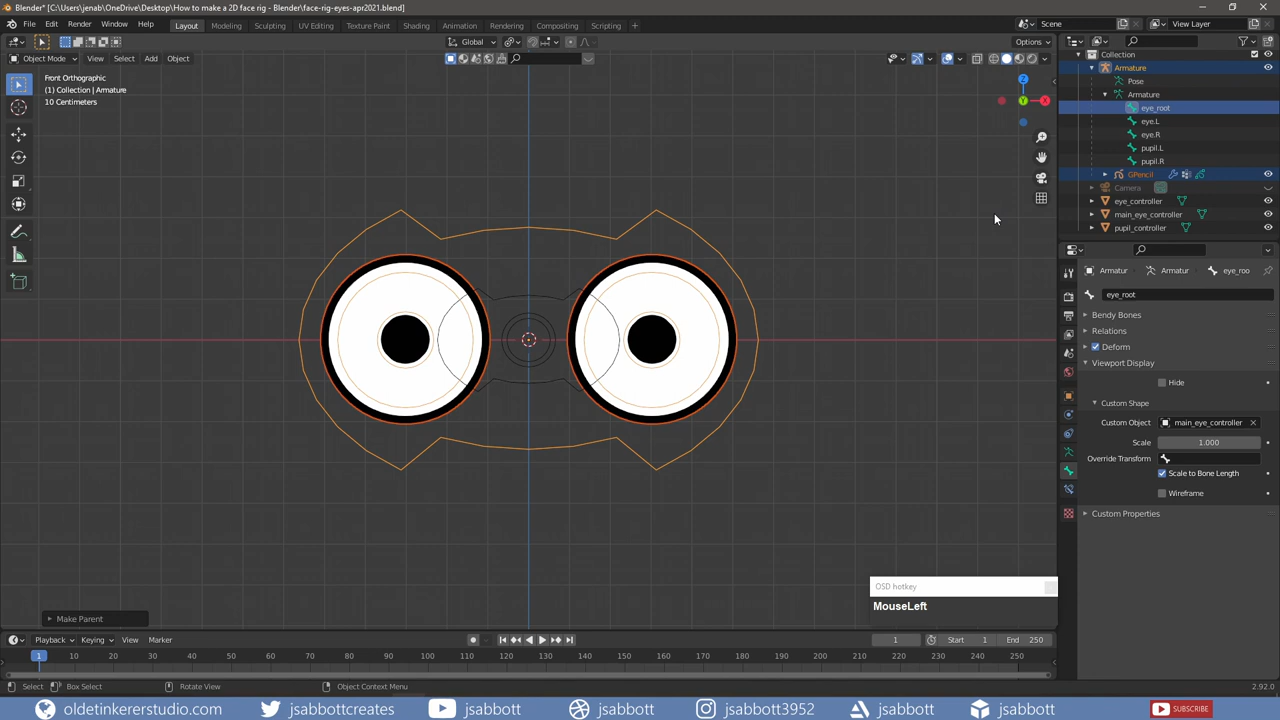 Blender* [C:\Users\jenab\OneDrive\Desktop\How to make a 2D face rig - Blender\face-rig-eyes-apr2021.blend]
File Edit Render Window Help Layout Modeling Sculpting UV Editing Texture Paint Shading Animation Rendering Compositing Scripting + Scene View Layer
Global Options
Object Mode View Select Add Object
Front Orthographic
(1) Collection | Armature
10 Centimeters
Z
Y
X
Collection
Armature
Pose
Armature
eye_root
eye.L
eye.R
pupil.L
pupil.R
GPencil
Camera
eye_controller
main_eye_controller
pupil_controller
Armatur Armatur eye_roo
eye_root
Bendy Bones
Relations
Deform
Viewport Display
Hide
Custom Shape
Custom Object main_eye_controller
Scale 1.000
Override Transform
Scale to Bone Length
Wireframe
Custom Properties
OSD hotkey
MouseLeft
Make Parent
Playback Keying View Marker 1 Start 1 End 250
1 10 20 30 40 50 60 70 80 90 100 110 120 130 140 150 160 170 180 190 200 210 220 230 240 250
Select Box Select Rotate View Object Context Menu 2.92.0
oldetinkererstudio.com jsabbottcreates jsabbott jsabbott jsabbott3952 jsabbott jsabbott SUBSCRIBE